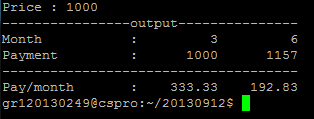 Price : 1000
---------------output---------------
Month           :         3        6
Payment         :      1000     1157
------------------------------------
Pay/month       :    333.33   192.83
gr120130249@cspro:~/20130912$